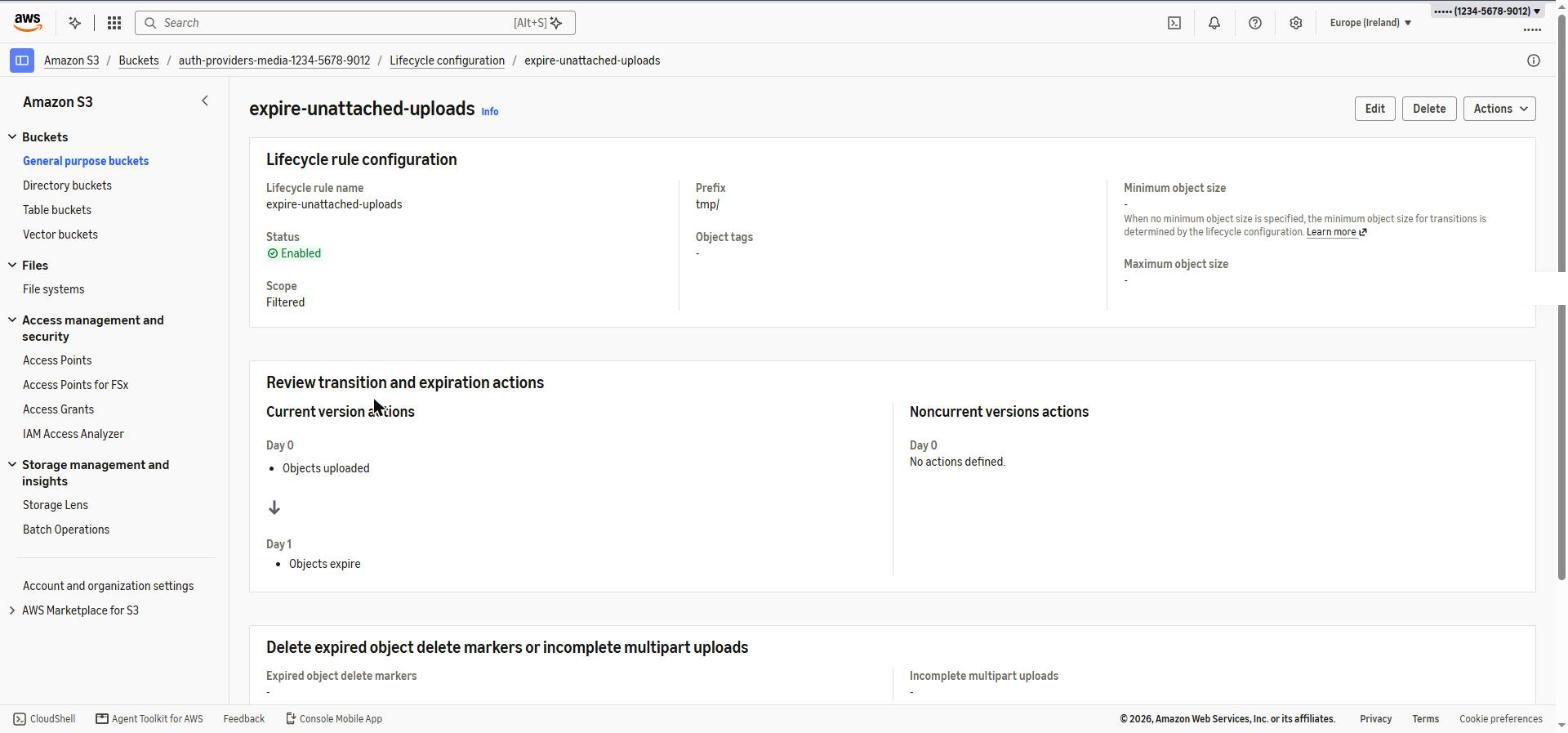 aws
Search
[Alt+S]
Europe (Ireland)
••••• (1234-5678-9012)
•••••
Amazon S3 / Buckets / auth-providers-media-1234-5678-9012 / Lifecycle configuration / expire-unattached-uploads
Amazon S3
Buckets
General purpose buckets
Directory buckets
Table buckets
Vector buckets
Files
File systems
Access management and
security
Access Points
Access Points for FSx
Access Grants
IAM Access Analyzer
Storage management and
insights
Storage Lens
Batch Operations
Account and organization settings
AWS Marketplace for S3
expire-unattached-uploads Info
Edit
Delete
Actions
Lifecycle rule configuration
Lifecycle rule name
expire-unattached-uploads
Status
Enabled
Scope
Filtered
Prefix
tmp/
Object tags
-
Minimum object size
-
When no minimum object size is specified, the minimum object size for transitions is
determined by the lifecycle configuration. Learn more
Maximum object size
-
Review transition and expiration actions
Current version actions
Day 0
• Objects uploaded
↓
Day 1
• Objects expire
Noncurrent versions actions
Day 0
No actions defined.
Delete expired object delete markers or incomplete multipart uploads
Expired object delete markers
-
Incomplete multipart uploads
-
CloudShell
Agent Toolkit for AWS
Feedback
Console Mobile App
© 2026, Amazon Web Services, Inc. or its affiliates.
Privacy
Terms
Cookie preferences